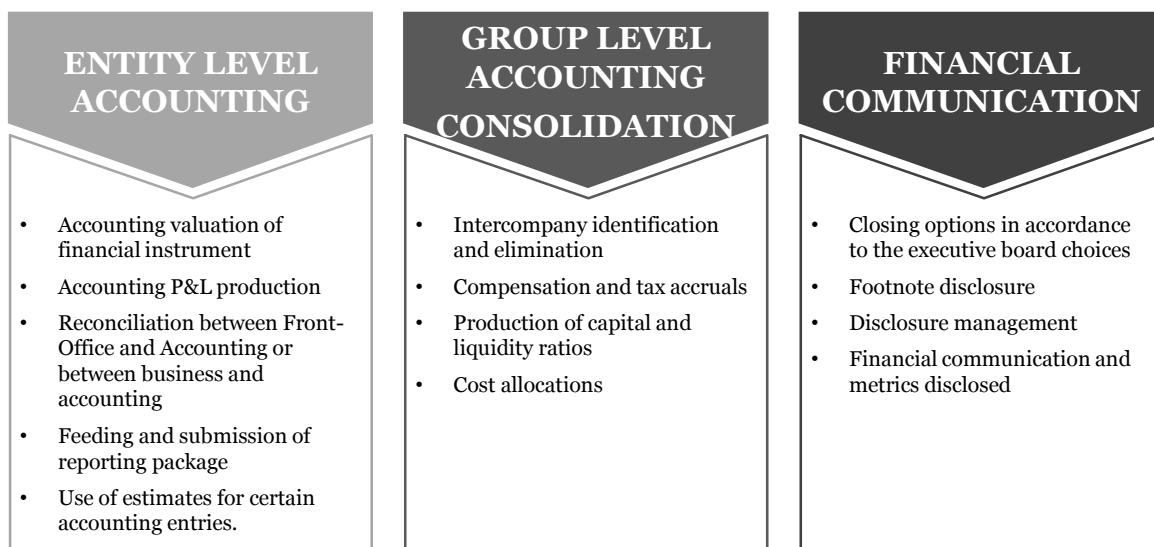 ENTITY LEVEL
ACCOUNTING
• Accounting valuation of
financial instrument
• Accounting P&L production
• Reconciliation between Front-
Office and Accounting or
between business and
accounting
• Feeding and submission of
reporting package
• Use of estimates for certain
accounting entries.
GROUP LEVEL
ACCOUNTING
CONSOLIDATION
• Intercompany identification
and elimination
• Compensation and tax accruals
• Production of capital and
liquidity ratios
• Cost allocations
FINANCIAL
COMMUNICATION
• Closing options in accordance
to the executive board choices
• Footnote disclosure
• Disclosure management
• Financial communication and
metrics disclosed